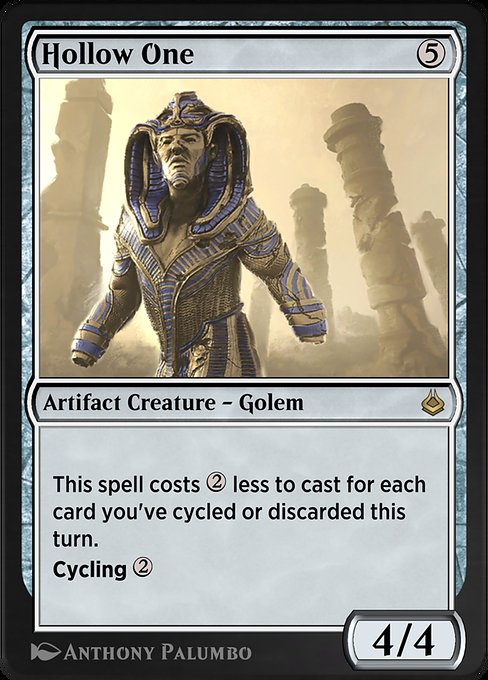 Hollow One 5
Artifact Creature – Golem
This spell costs 2 less to cast for each
card you've cycled or discarded this
turn.
Cycling 2
4/4
Anthony Palumbo